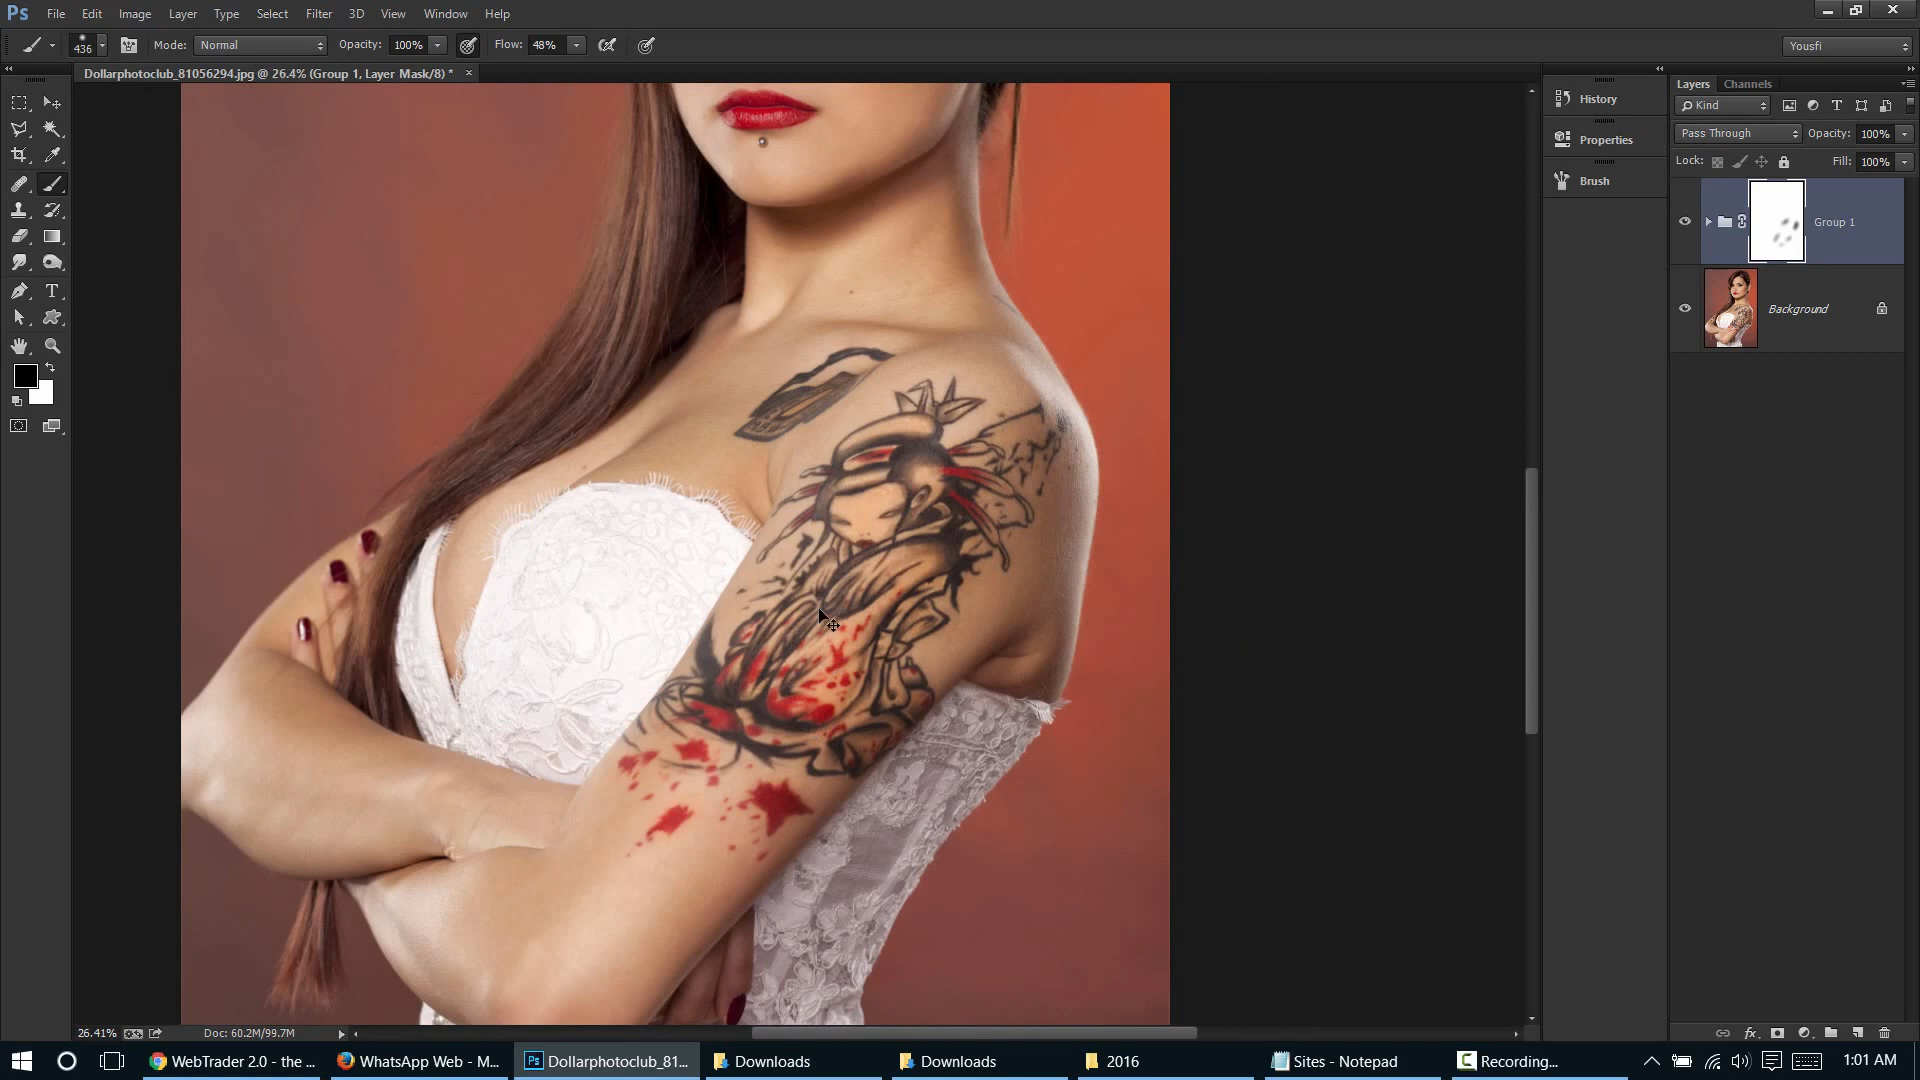 Ps File Edit Image Layer Type Select Filter 3D View Window Help
436 Mode: Normal Opacity: 100% Flow: 48% Yousfi
Dollarphotoclub_81056294.jpg @ 26.4% (Group 1, Layer Mask/8) * ×
History
Properties
Brush
Layers Channels
Kind
Pass Through Opacity: 100%
Lock: Fill: 100%
Group 1
Background
26.41% Doc: 60.2M/99.7M
WebTrader 2.0 - the ... WhatsApp Web - M... Ps Dollarphotoclub_81... Downloads Downloads 2016 Sites - Notepad Recording... 1:01 AM